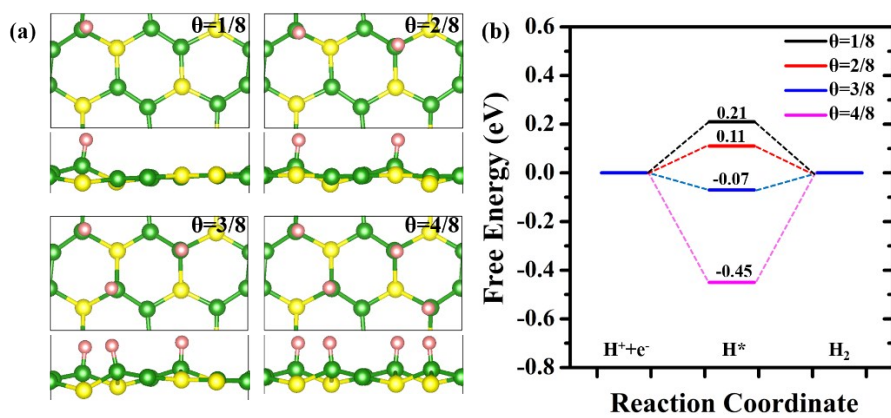 (a)
θ=1/8
θ=2/8
θ=3/8
θ=4/8
(b)
Free Energy (eV)
0.6
0.4
0.2
0.0
-0.2
-0.4
-0.6
-0.8
θ=1/8
θ=2/8
θ=3/8
θ=4/8
0.21
0.11
-0.07
-0.45
H⁺+e⁻
H*
H₂
Reaction Coordinate